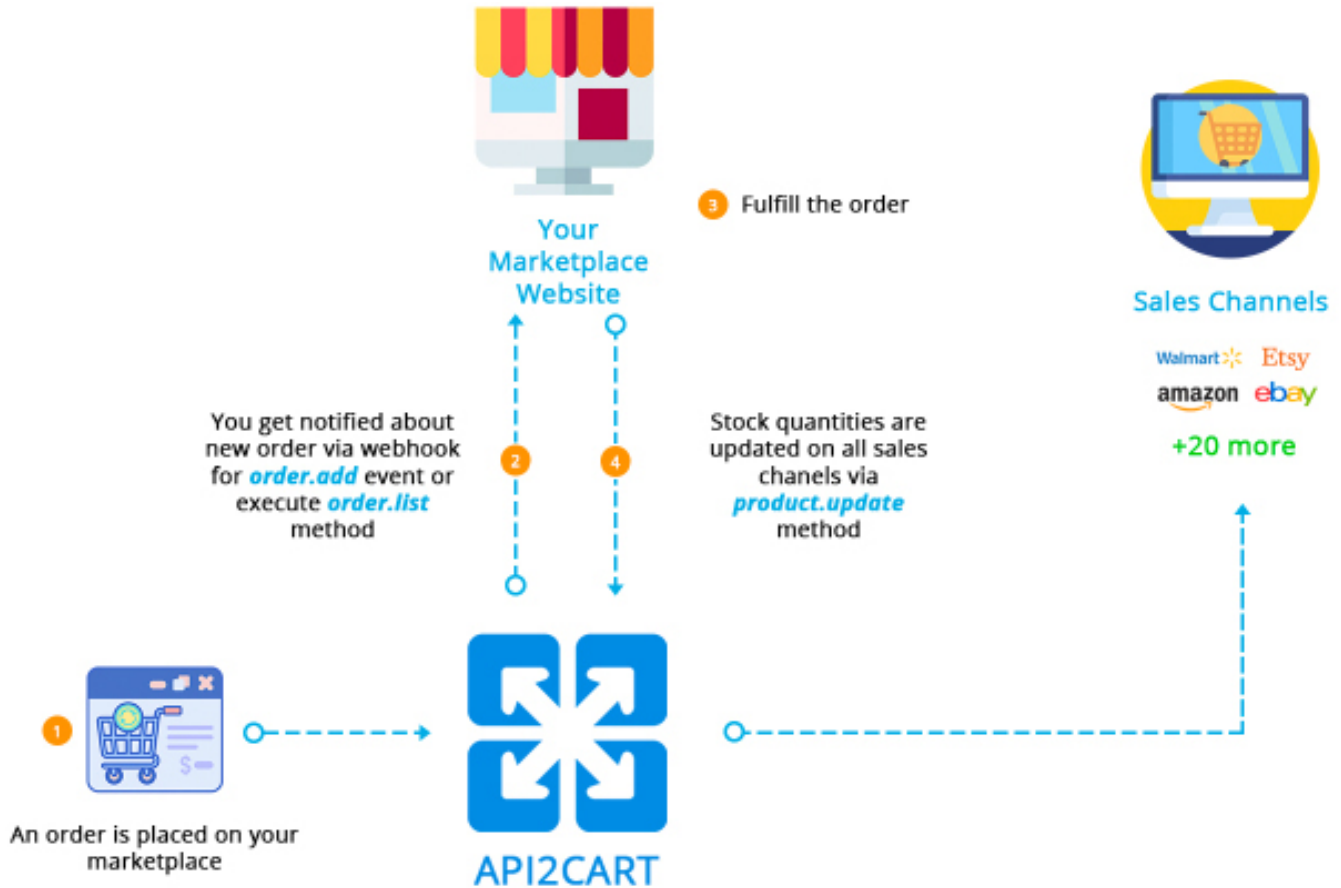 Your
Marketplace
Website
3 Fulfill the order
Sales Channels
Walmart Etsy
amazon ebay
+20 more
You get notified about
new order via webhook
for order.add event or
execute order.list
method
2
4
Stock quantities are
updated on all sales
chanels via
product.update
method
1
$
An order is placed on your
marketplace
API2CART